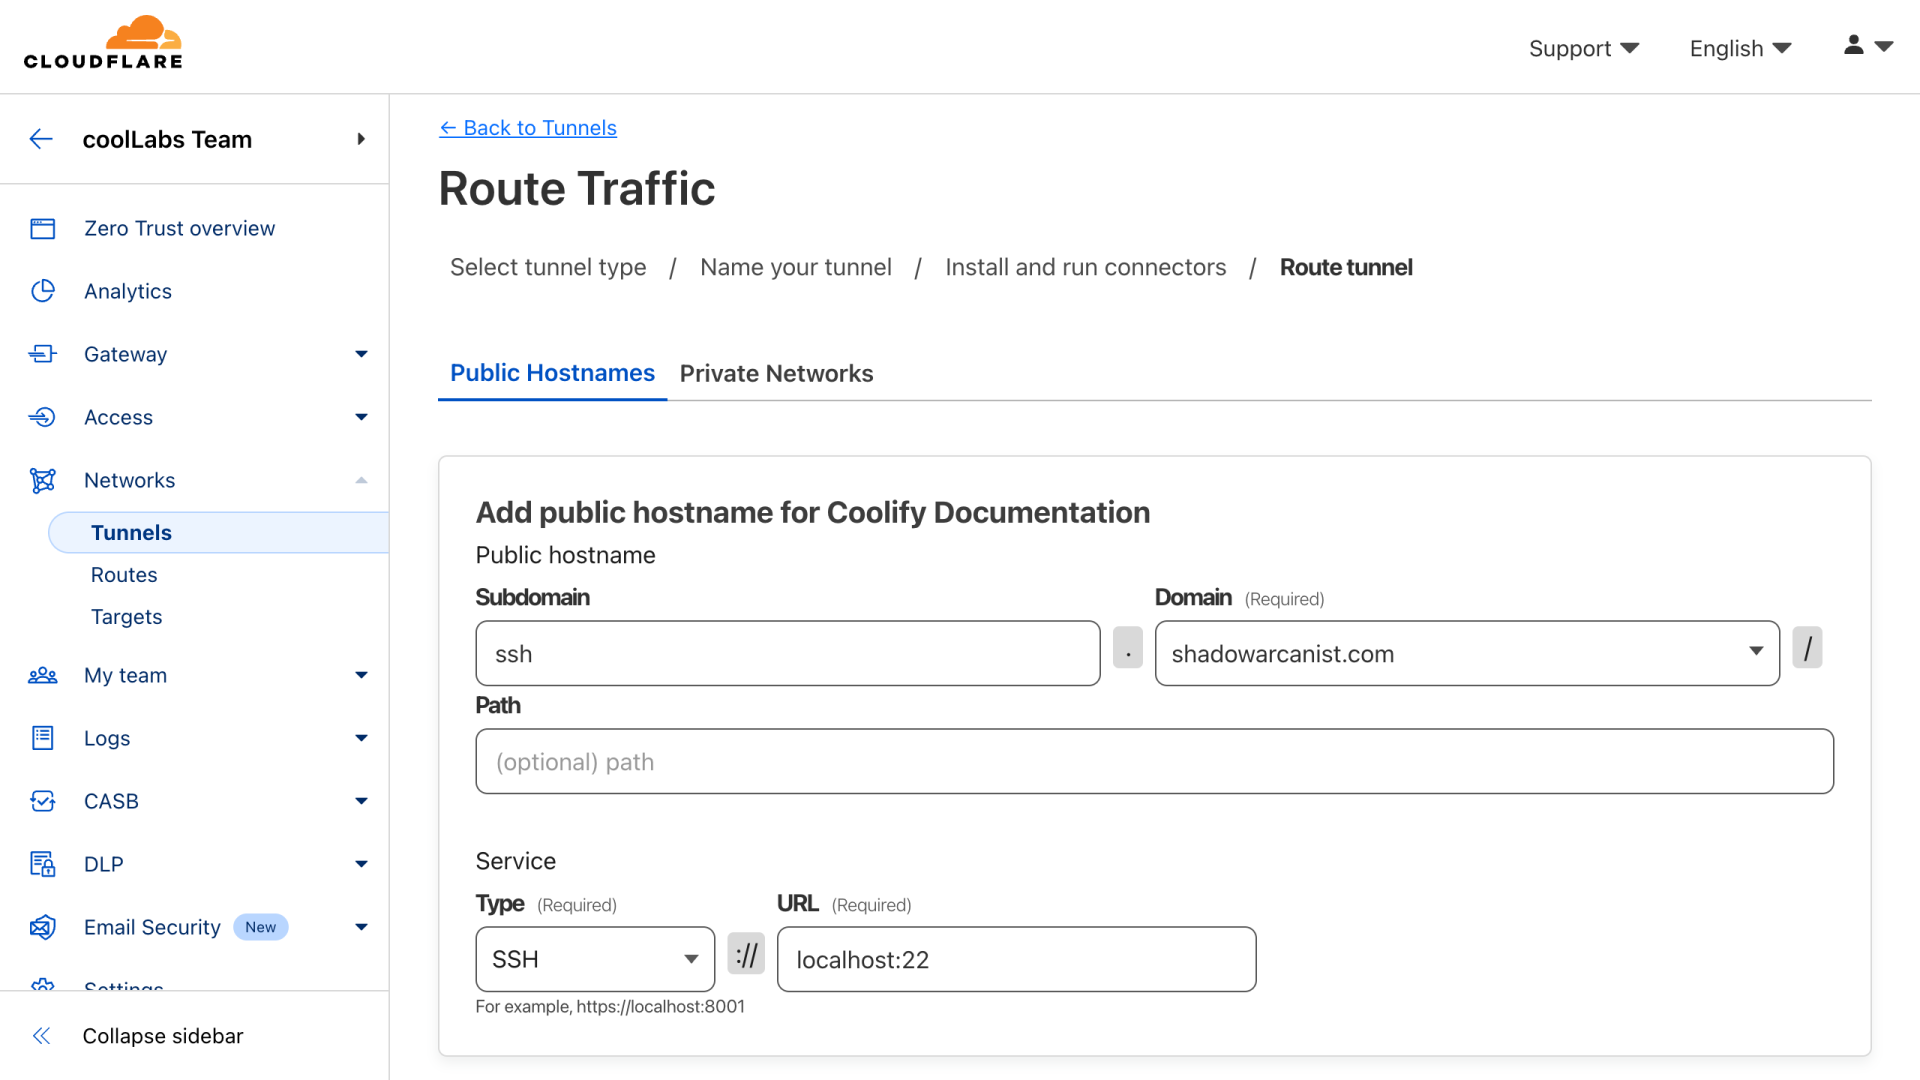 CLOUDFLARE
Support
English
coolLabs Team
Zero Trust overview
Analytics
Gateway
Access
Networks
Tunnels
Routes
Targets
My team
Logs
CASB
DLP
Email Security New
Settings
Collapse sidebar
← Back to Tunnels
Route Traffic
Select tunnel type / Name your tunnel / Install and run connectors / Route tunnel
Public Hostnames Private Networks
Add public hostname for Coolify Documentation
Public hostname
Subdomain Domain (Required)
ssh . shadowarcanist.com /
Path
(optional) path
Service
Type (Required) URL (Required)
SSH :// localhost:22
For example, https://localhost:8001